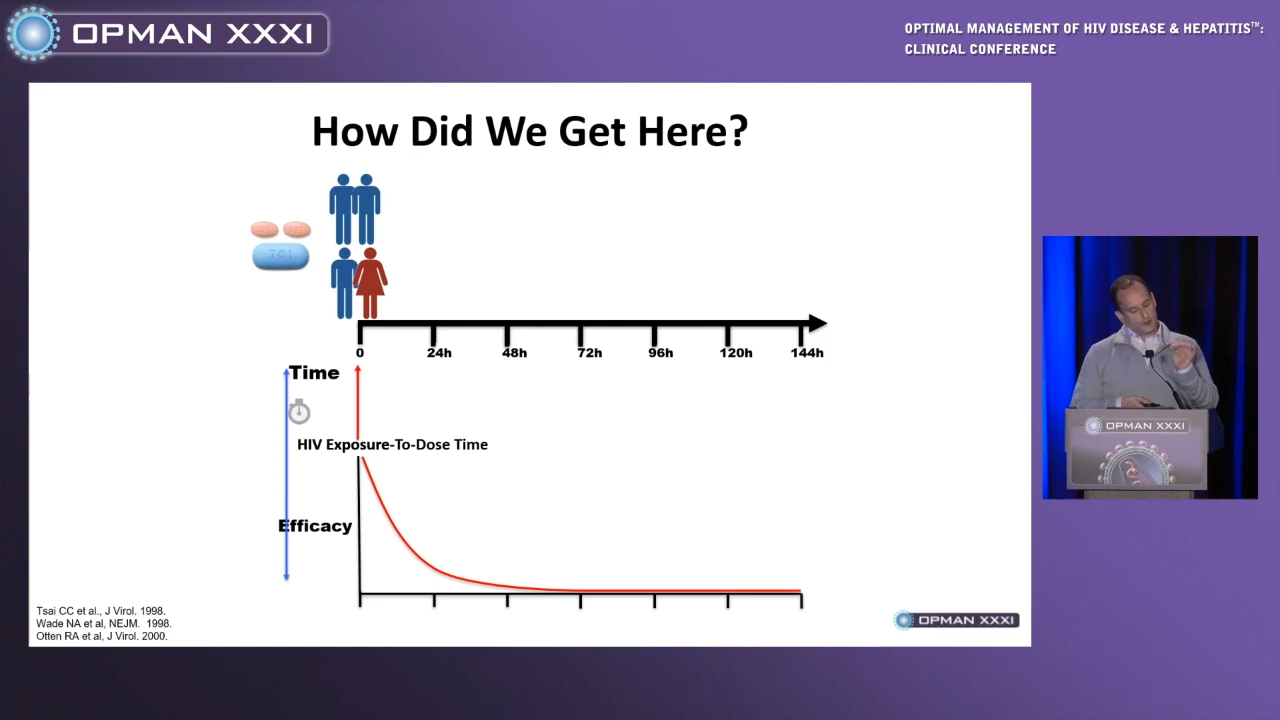 OPMAN XXXI
OPTIMAL MANAGEMENT OF HIV DISEASE & HEPATITIS™:
CLINICAL CONFERENCE
How Did We Get Here?
701
0 24h 48h 72h 96h 120h 144h
Time
HIV Exposure-To-Dose Time
Efficacy
Tsai CC et al., J Virol. 1998.
Wade NA et al, NEJM. 1998.
Otten RA et al, J Virol. 2000.
OPMAN XXXI
OPMAN XXXI